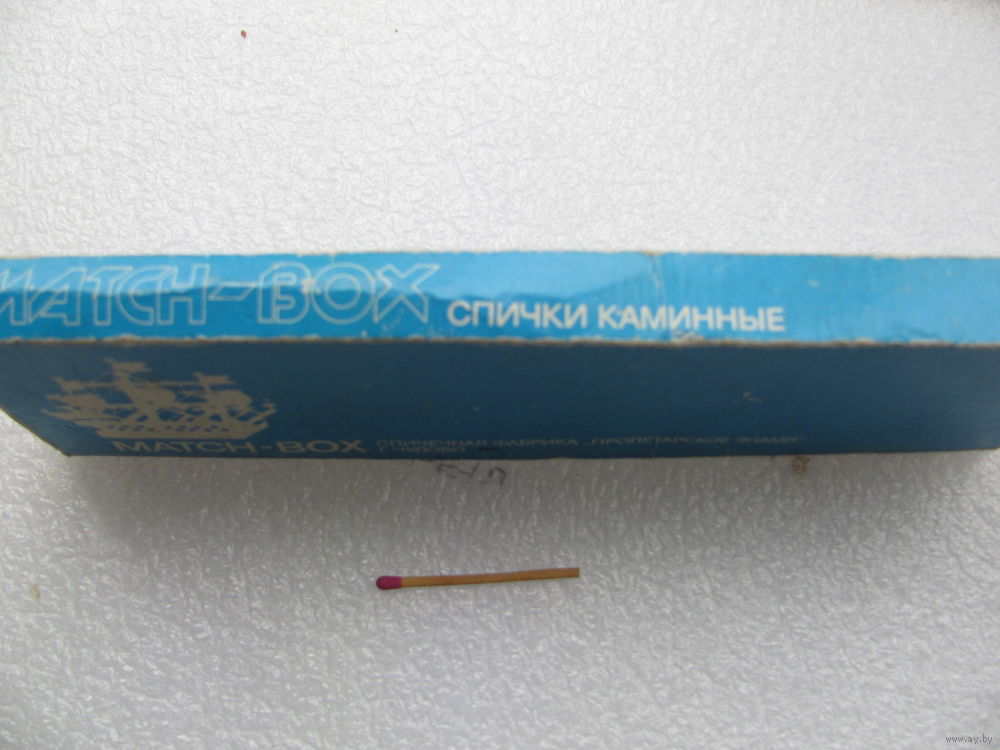 MATCH-BOX СПИЧКИ КАМИННЫЕ
MATCH-BOX СПИЧЕЧНАЯ ФАБРИКА „ПРОЛЕТАРСКОЕ ЗНАМЯ“
Г. ЧУДОВО
www.ay.by